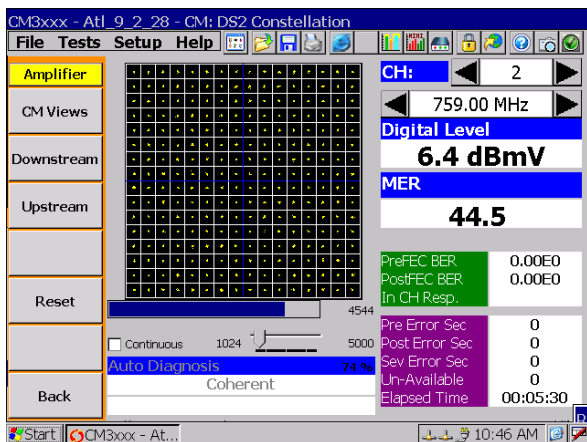 CM3xxx - Atl_9_2_28 - CM: DS2 Constellation
File Tests Setup Help
Amplifier
CM Views
Downstream
Upstream
Reset
Back
CH: 2
759.00 MHz
Digital Level
6.4 dBmV
MER
44.5
PreFEC BER 0.00E0
PostFEC BER 0.00E0
In CH Resp.
4544
Continuous 1024 5000
Auto Diagnosis 74 %
Coherent
Pre Error Sec 0
Post Error Sec 0
Sev Error Sec 0
Un-Available 0
Elapsed Time 00:05:30
Start CM3xxx - At... 10:46 AM